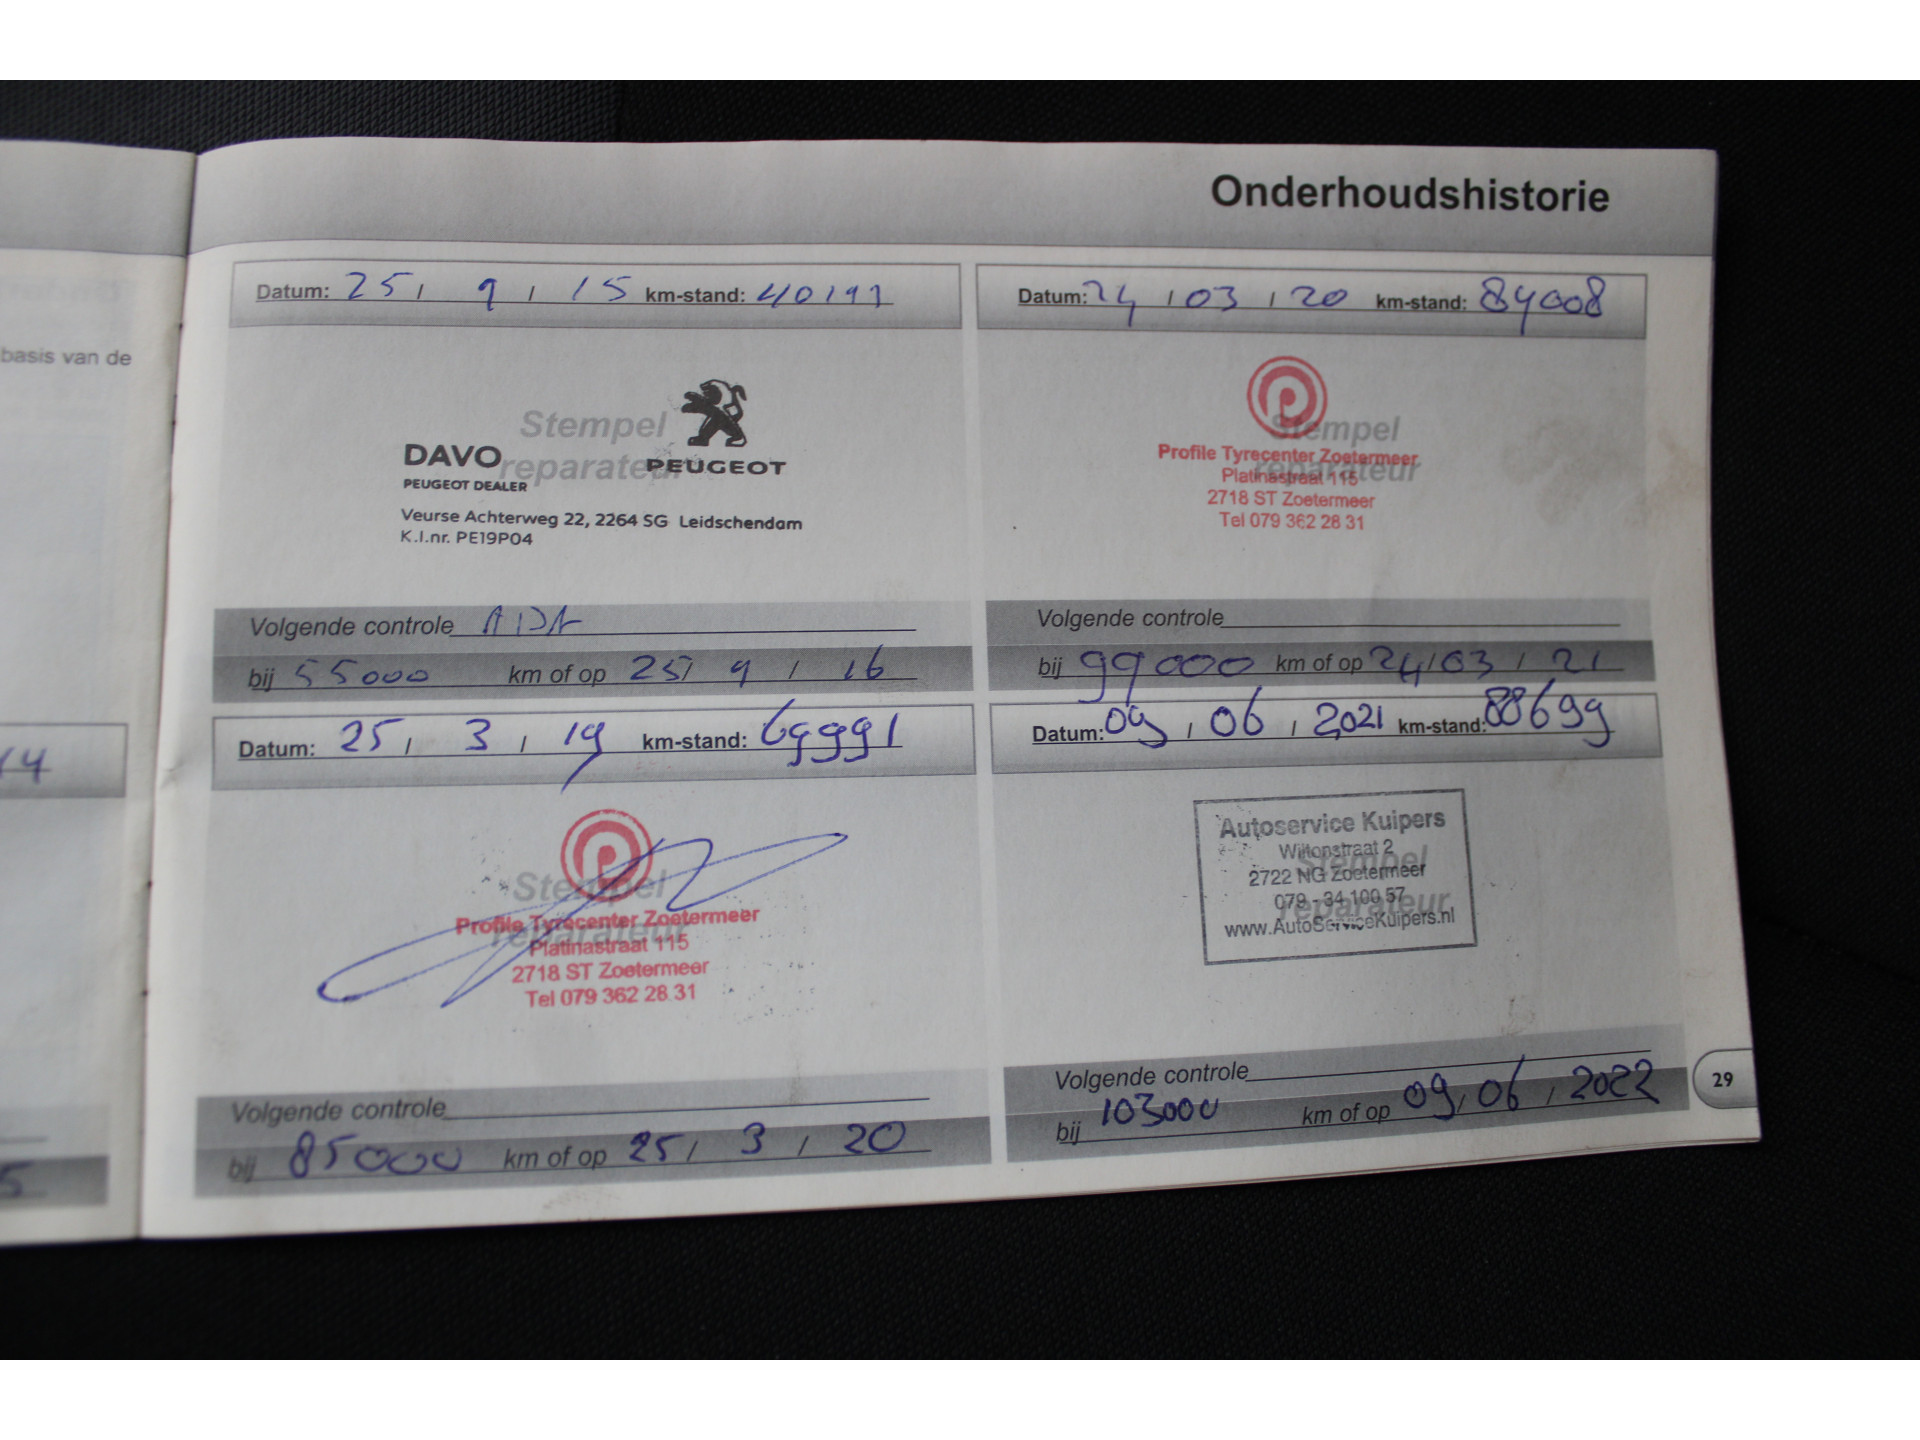 Onderhoudshistorie
basis van de
14
5
Datum: 25 / 9 / 15 km-stand: 40191
Stempel
reparateur
DAVO
PEUGEOT DEALER
PEUGEOT
Veurse Achterweg 22, 2264 SG Leidschendam
K.I.nr. PE19P04
Volgende controle
bij 55000 km of op 25/ 9 / 16
Datum: 25 / 3 / 19 km-stand: 69991
Stempel
reparateur
Profile Tyrecenter Zoetermeer
Platinastraat 115
2718 ST Zoetermeer
Tel 079 362 28 31
Volgende controle
bij 85000 km of op 25 / 3 / 20
Datum: 24 / 03 / 20 km-stand: 84008
Stempel
reparateur
Profile Tyrecenter Zoetermeer
Platinastraat 115
2718 ST Zoetermeer
Tel 079 362 28 31
Volgende controle
bij 99000 km of op 24/03 / 21
Datum: 09 / 06 / 2021 km-stand: 88699
Stempel
reparateur
Autoservice Kuipers
Wiltonstraat 2
2722 NG Zoetermeer
079 - 34 100 57
www.AutoServiceKuipers.nl
Volgende controle
bij 103000 km of op 09 / 06 / 2022
29